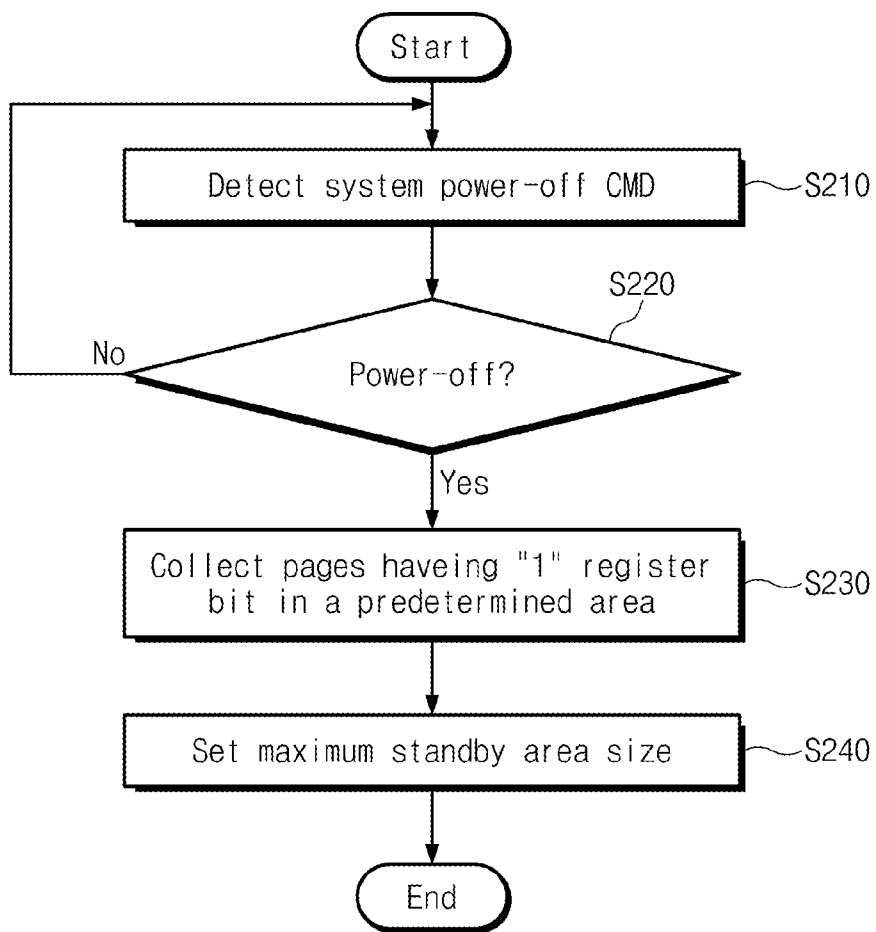 Start
Detect system power-off CMD
S210
S220
No
Power-off?
Yes
Collect pages haveing "1" register
bit in a predetermined area
S230
Set maximum standby area size
S240
End